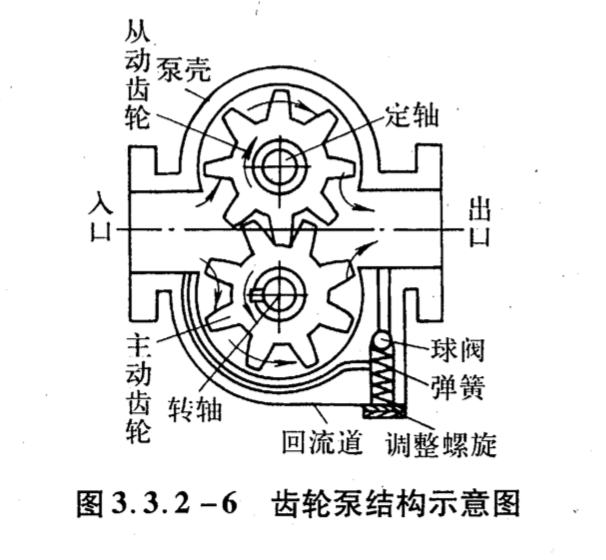 从动齿轮
泵壳
定轴
入口
出口
主动齿轮
转轴
球阀
弹簧
回流道
调整螺旋
图3.3.2-6 齿轮泵结构示意图